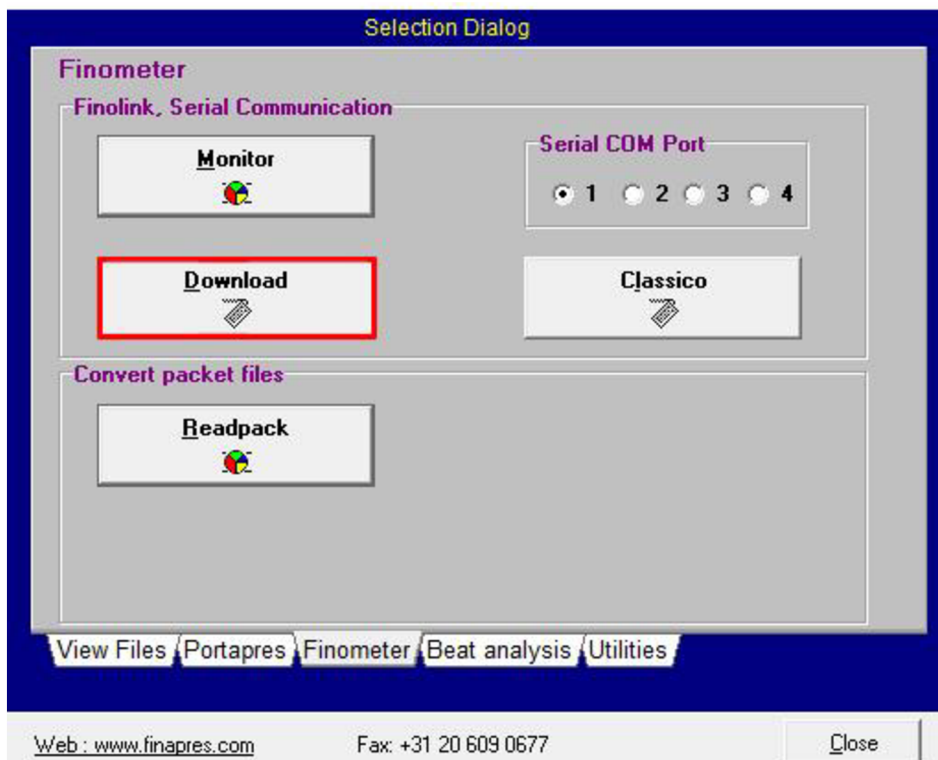 Selection Dialog
Finometer
Finolink, Serial Communication
Monitor
Serial COM Port
1 2 3 4
Download
Classico
Convert packet files
Readpack
View Files Portapres Finometer Beat analysis Utilities
Web : www.finapres.com Fax: +31 20 609 0677 Close